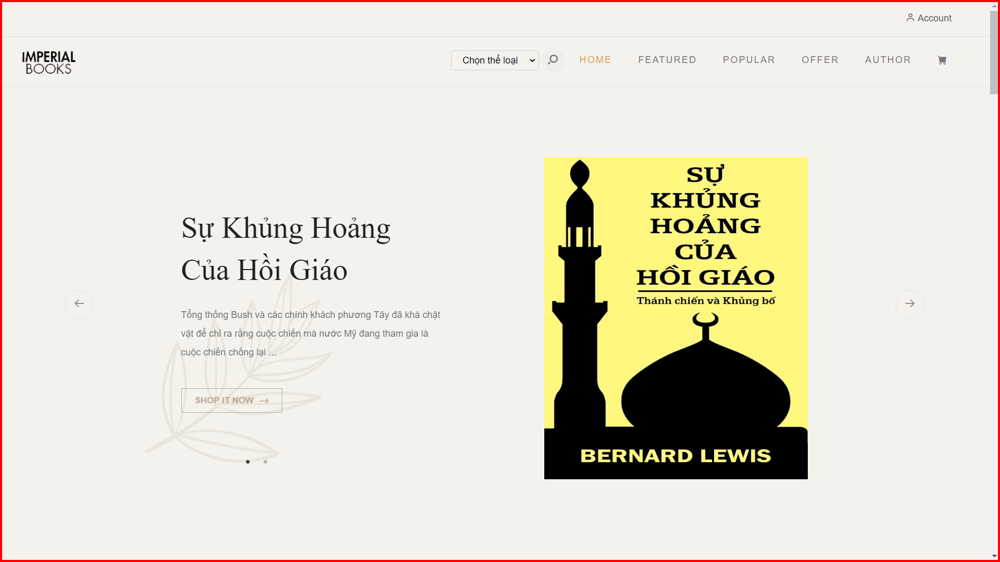 Account
IMPERIAL
BOOKS
Chọn thể loại
HOME
FEATURED
POPULAR
OFFER
AUTHOR
Sự Khủng Hoảng
Của Hồi Giáo
Tổng thống Bush và các chính khách phương Tây đã khá chật
vật để chỉ ra rằng cuộc chiến mà nước Mỹ đang tham gia là
cuộc chiến chống lại ...
SHOP IT NOW
SỰ
KHỦNG
HOẢNG
CỦA
HỒI GIÁO
Thánh chiến và Khủng bố
BERNARD LEWIS